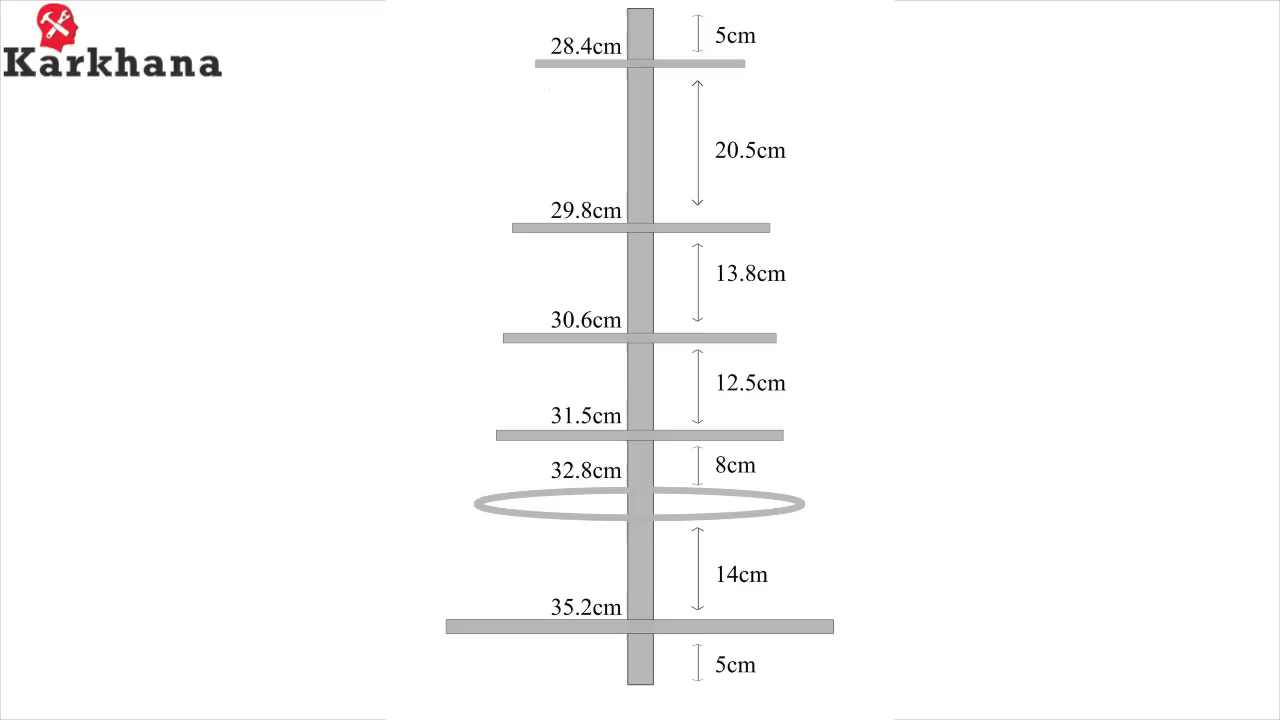 Karkhana
5cm
28.4cm
20.5cm
29.8cm
13.8cm
30.6cm
12.5cm
31.5cm
8cm
32.8cm
14cm
35.2cm
5cm